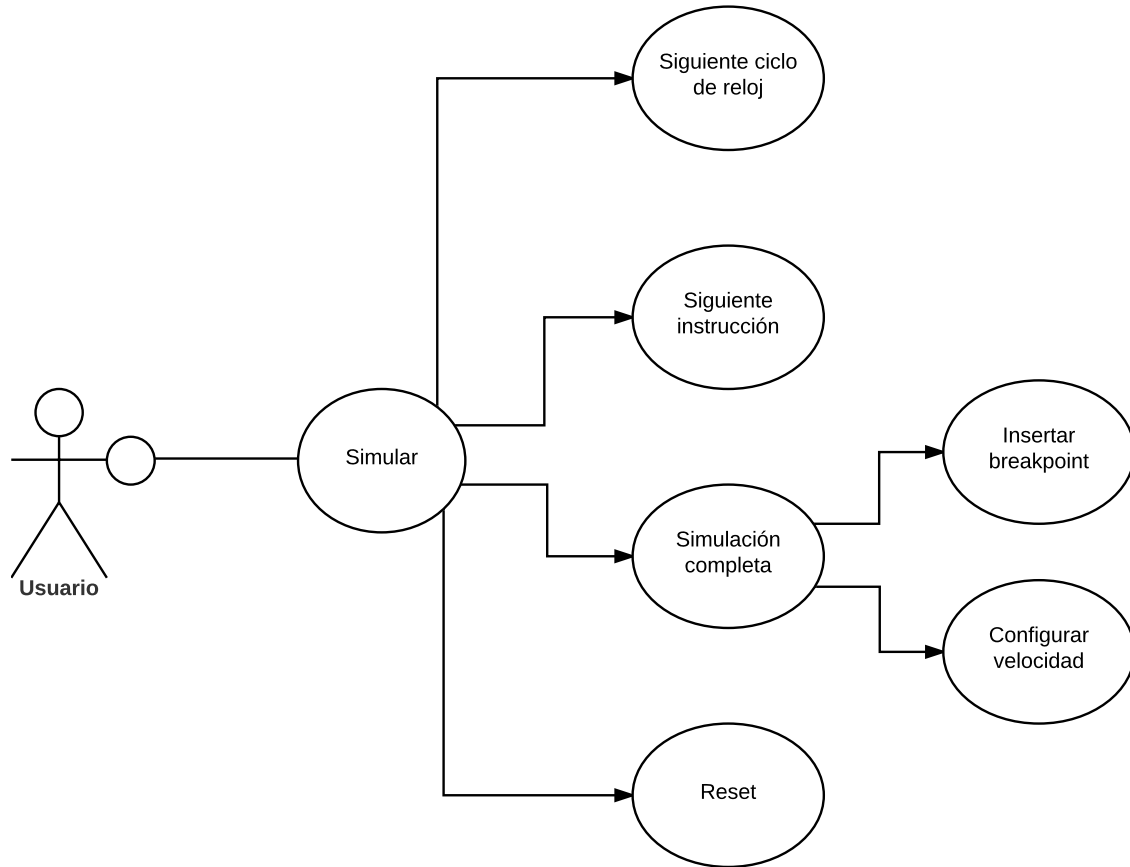 Siguiente ciclo
de reloj
Siguiente
instrucción
Insertar
breakpoint
Simular
Simulación
completa
Usuario
Configurar
velocidad
Reset